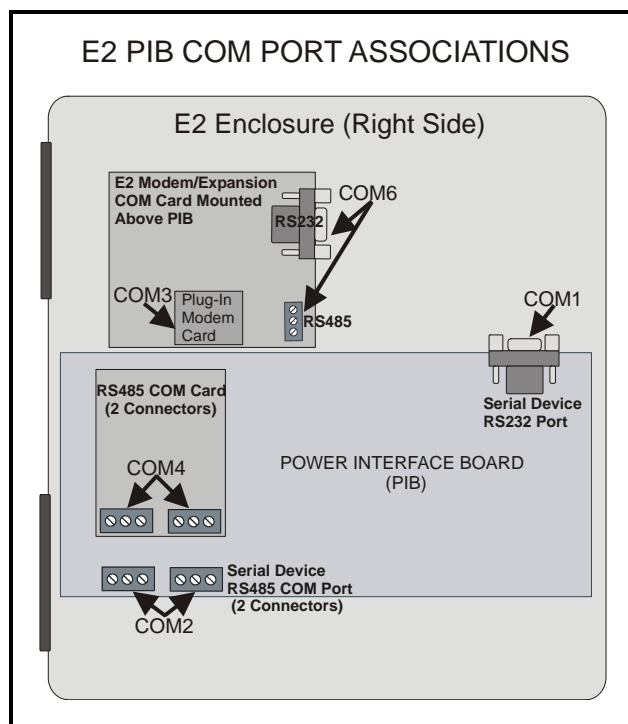 E2 PIB COM PORT ASSOCIATIONS
E2 Enclosure (Right Side)
E2 Modem/Expansion
COM Card Mounted
Above PIB
RS232
COM6
COM3
Plug-In
Modem
Card
RS485
COM1
RS485 COM Card
(2 Connectors)
Serial Device
RS232 Port
COM4
POWER INTERFACE BOARD
(PIB)
Serial Device
RS485 COM Port
(2 Connectors)
COM2